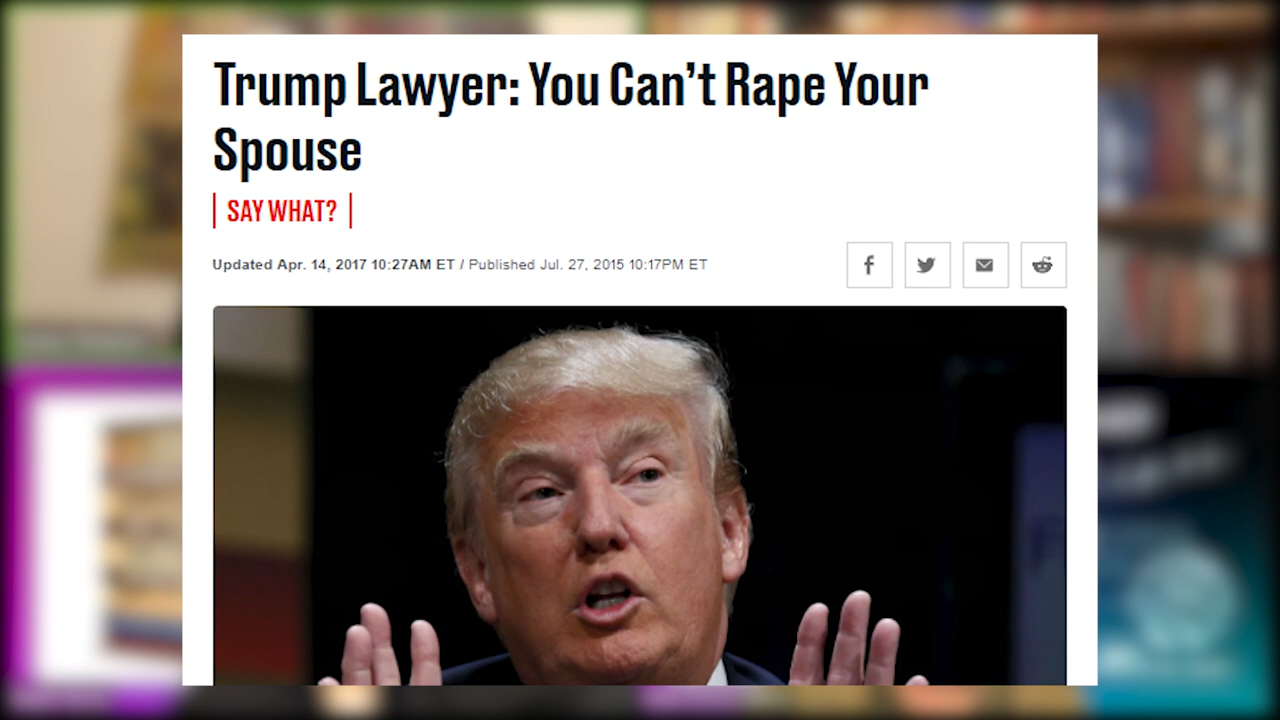 Trump Lawyer: You Can’t Rape Your
Spouse
SAY WHAT?
Updated Apr. 14, 2017 10:27AM ET / Published Jul. 27, 2015 10:17PM ET